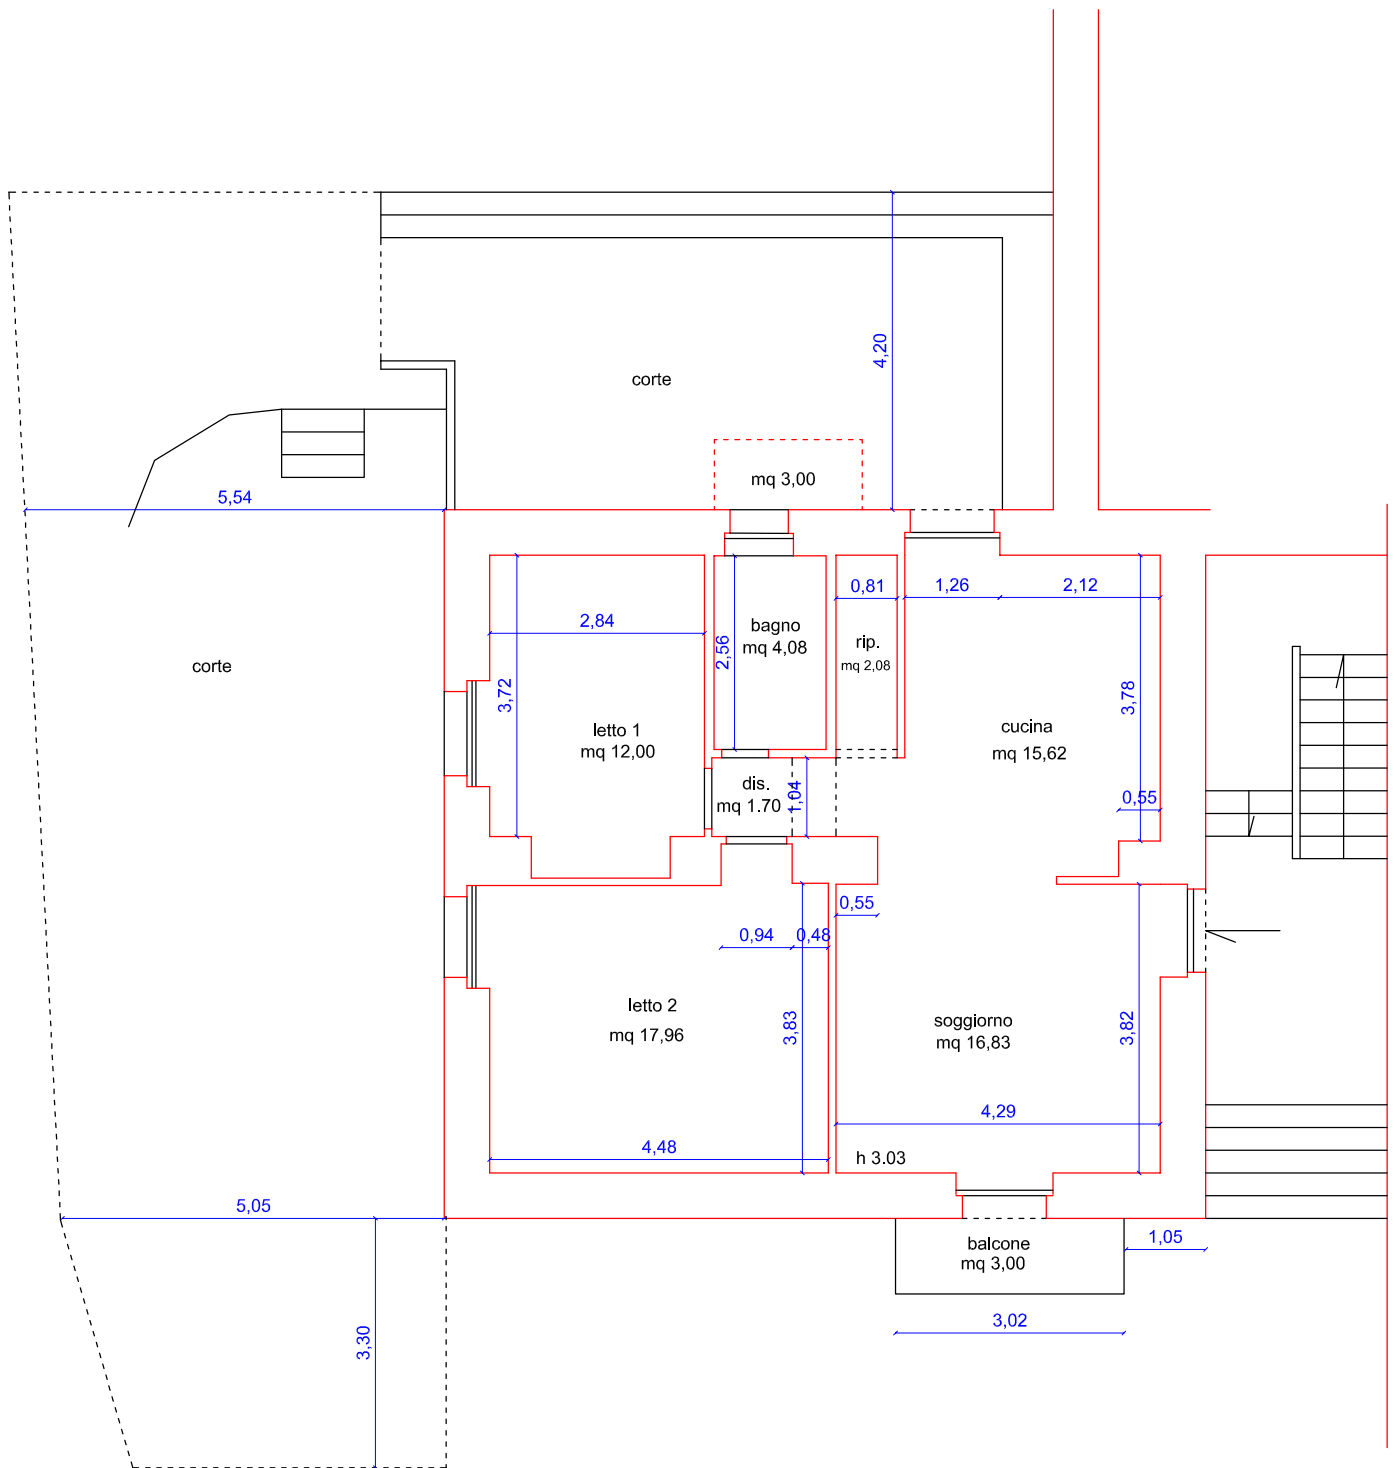 4,20
corte
mq 3,00
5,54
0,81
1,26
2,12
2,84
bagno
mq 4,08
2,56
rip.
mq 2,08
corte
3,72
3,78
letto 1
mq 12,00
cucina
mq 15,62
dis.
mq 1.70
1,04
0,55
0,55
0,94
0,48
letto 2
mq 17,96
3,83
soggiorno
mq 16,83
3,82
4,29
4,48
h 3.03
5,05
balcone
mq 3,00
1,05
3,02
3,30